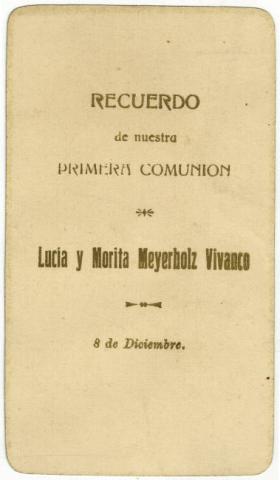 RECUERDO
de nuestra
PRIMERA COMUNION
Lucia y Morita Meyerholz Vivanco
8 de Diciembre.